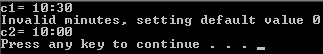 c1= 10:30
Invalid minutes, setting default value 0
c2= 10:00
Press any key to continue . . .